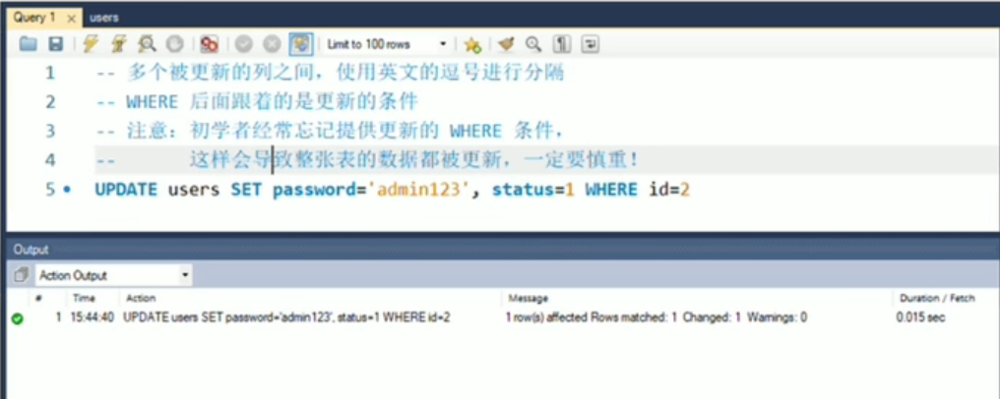 Query 1 × users
Limit to 100 rows
1 -- 多个被更新的列之间，使用英文的逗号进行分隔
2 -- WHERE 后面跟着的是更新的条件
3 -- 注意：初学者经常忘记提供更新的 WHERE 条件，
4 -- 这样会导致整张表的数据都被更新，一定要慎重！
5 • UPDATE users SET password='admin123', status=1 WHERE id=2
Output
Action Output
# Time Action Message Duration / Fetch
1 15:44:40 UPDATE users SET password='admin123', status=1 WHERE id=2 1 row(s) affected Rows matched: 1 Changed: 1 Warnings: 0 0.015 sec